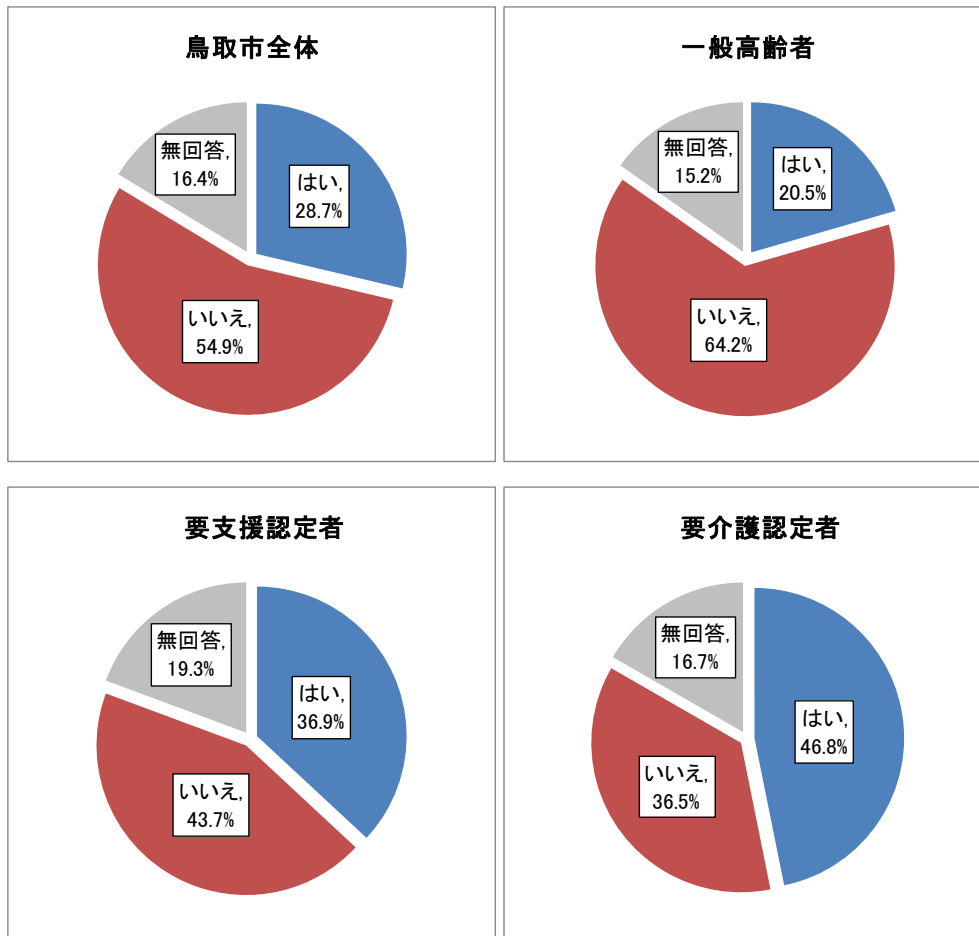 鳥取市全体
無回答,
16.4%
はい,
28.7%
いいえ,
54.9%
一般高齢者
無回答,
15.2%
はい,
20.5%
いいえ,
64.2%
要支援認定者
無回答,
19.3%
はい,
36.9%
いいえ,
43.7%
要介護認定者
無回答,
16.7%
はい,
46.8%
いいえ,
36.5%